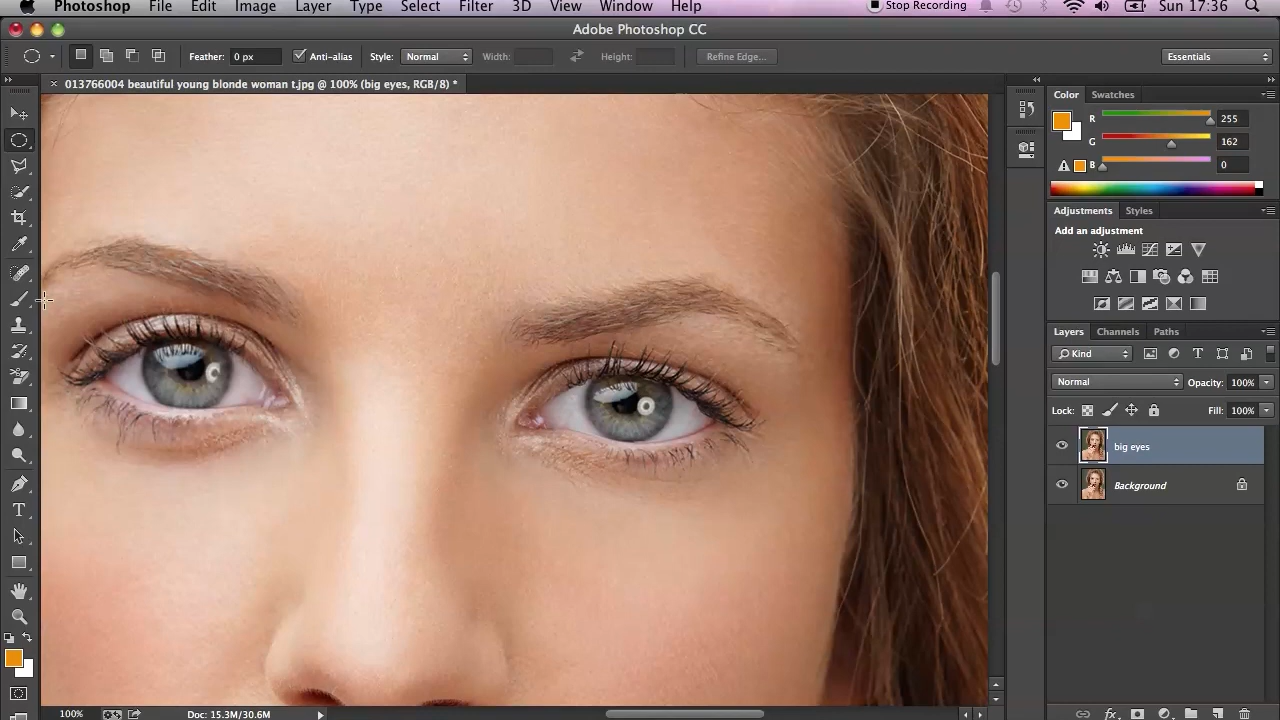 Photoshop File Edit Image Layer Type Select Filter 3D View Window Help Stop Recording Sun 17:36
Adobe Photoshop CC
Feather: 0 px Anti-alias Style: Normal Width: Height: Refine Edge... Essentials
013766004 beautiful young blonde woman t.jpg @ 100% (big eyes, RGB/8) *
Color Swatches
R 255
G 162
B 0
Adjustments Styles
Add an adjustment
Layers Channels Paths
Kind
Normal Opacity: 100%
Lock: Fill: 100%
big eyes
Background
100% Doc: 15.3M/30.6M